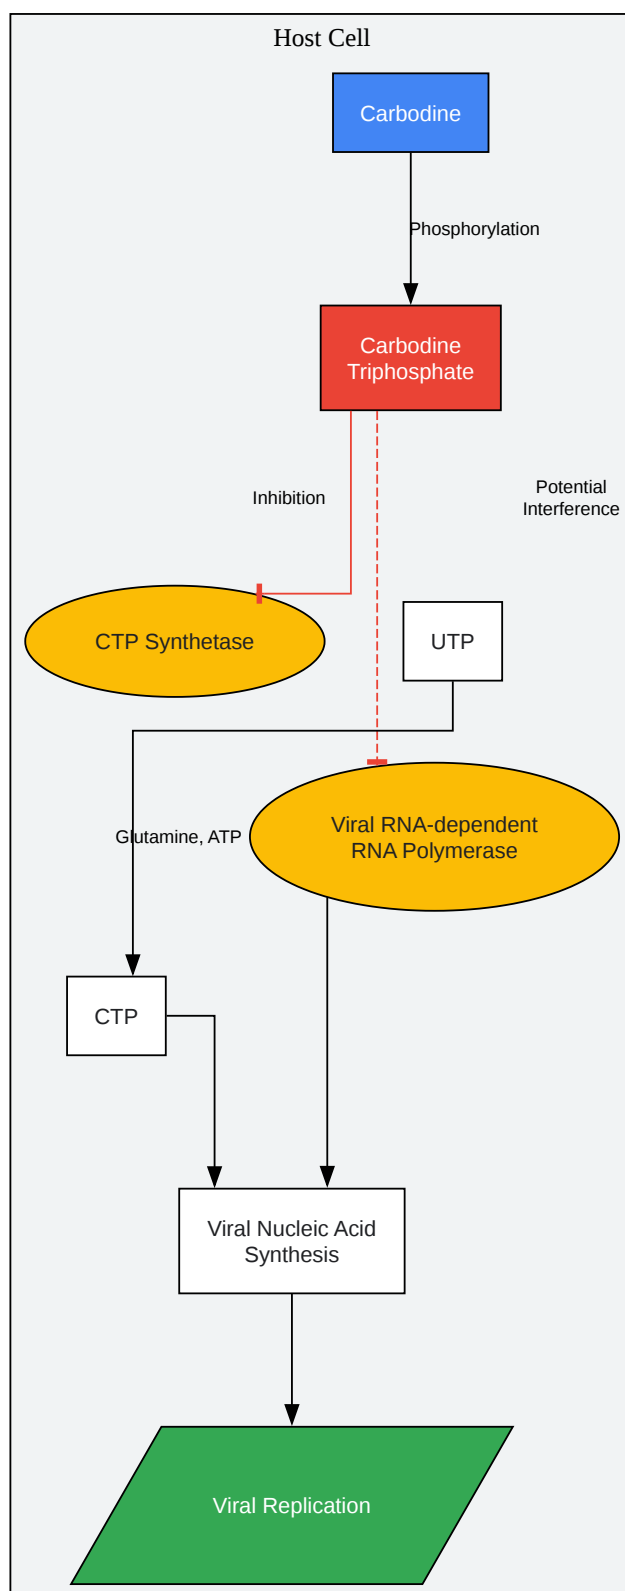 Host Cell
Carbodine
Phosphorylation
Carbodine
Triphosphate
Inhibition
Potential
Interference
CTP Synthetase
UTP
Glutamine, ATP
Viral RNA-dependent
RNA Polymerase
CTP
Viral Nucleic Acid
Synthesis
Viral Replication